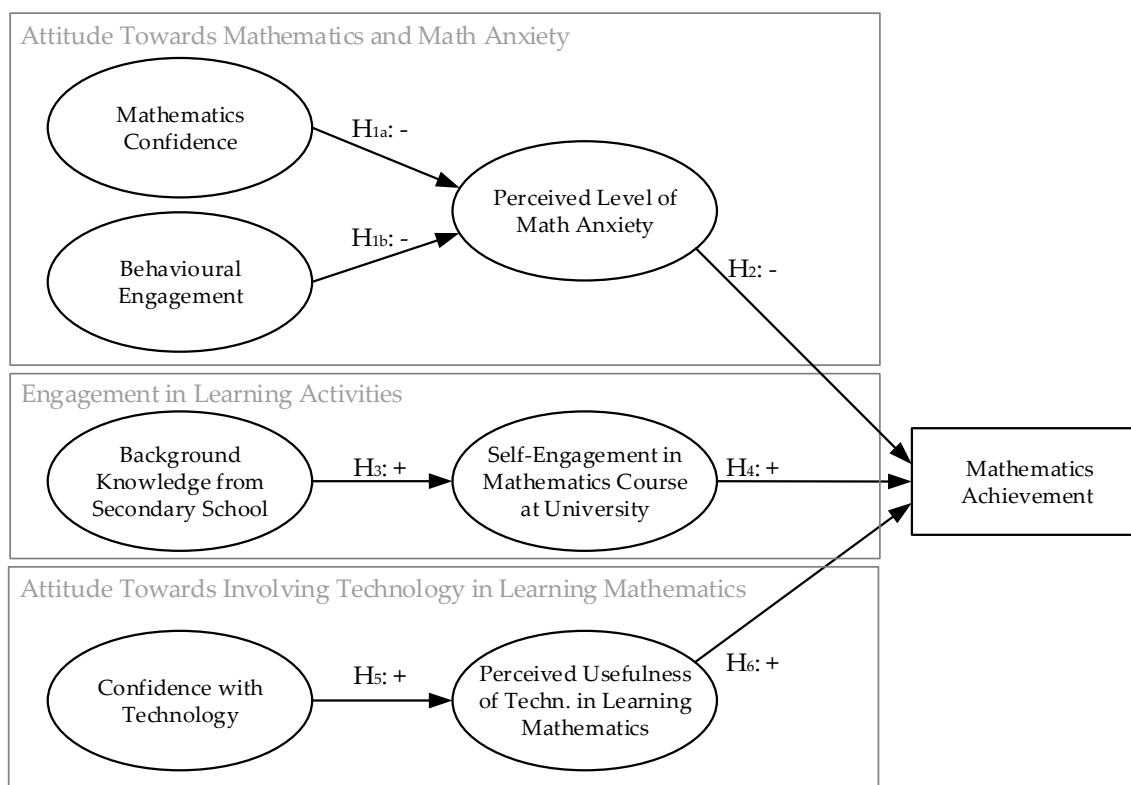 Attitude Towards Mathematics and Math Anxiety
Mathematics
Confidence
H1a: -
Perceived Level of
Math Anxiety
H1b: -
Behavioural
Engagement
H2: -
Engagement in Learning Activities
Background
Knowledge from
Secondary School
H3: +
Self-Engagement in
Mathematics Course
at University
H4: +
Mathematics
Achievement
Attitude Towards Involving Technology in Learning Mathematics
Confidence with
Technology
H5: +
Perceived Usefulness
of Techn. in Learning
Mathematics
H6: +